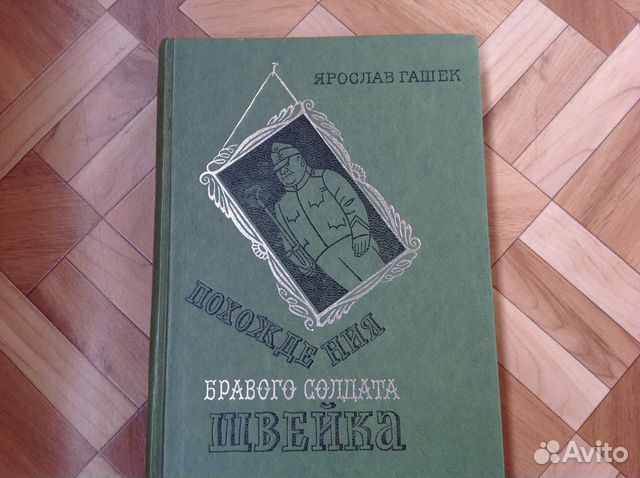 ЯРОСЛАВ ГАШЕК
ПОХОЖДЕНИЯ
БРАВОГО СОЛДАТА
ШВЕЙКА
Avito